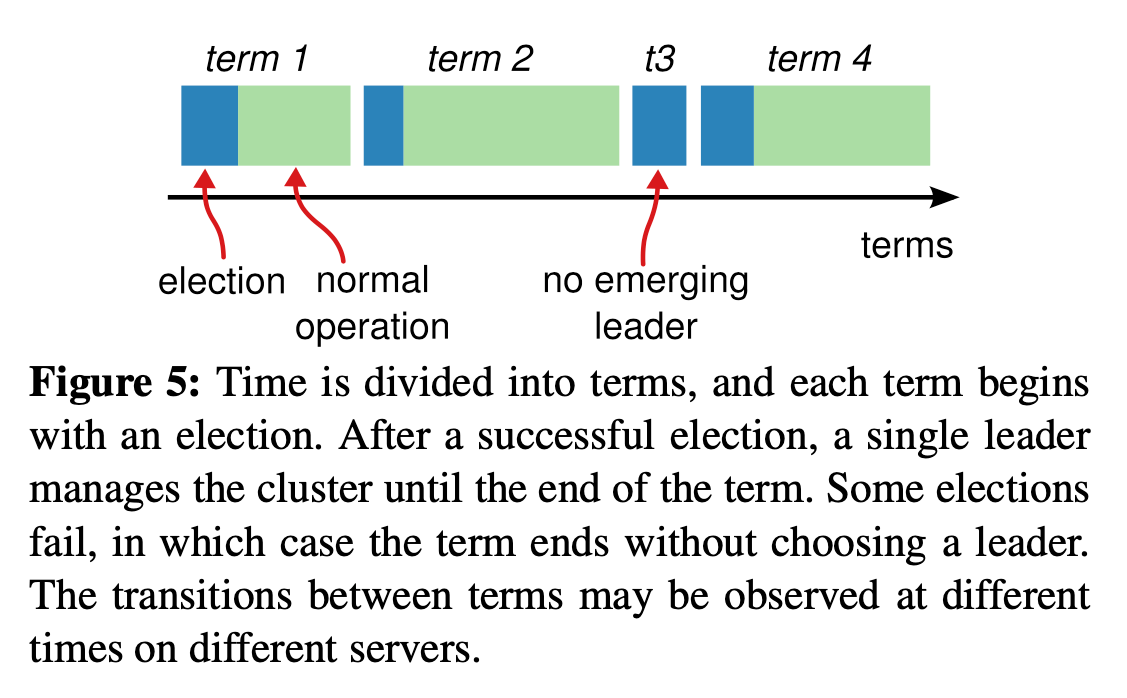 term 1 term 2 t3 term 4
terms
election normal operation no emerging leader
Figure 5: Time is divided into terms, and each term begins
with an election. After a successful election, a single leader
manages the cluster until the end of the term. Some elections
fail, in which case the term ends without choosing a leader.
The transitions between terms may be observed at different
times on different servers.